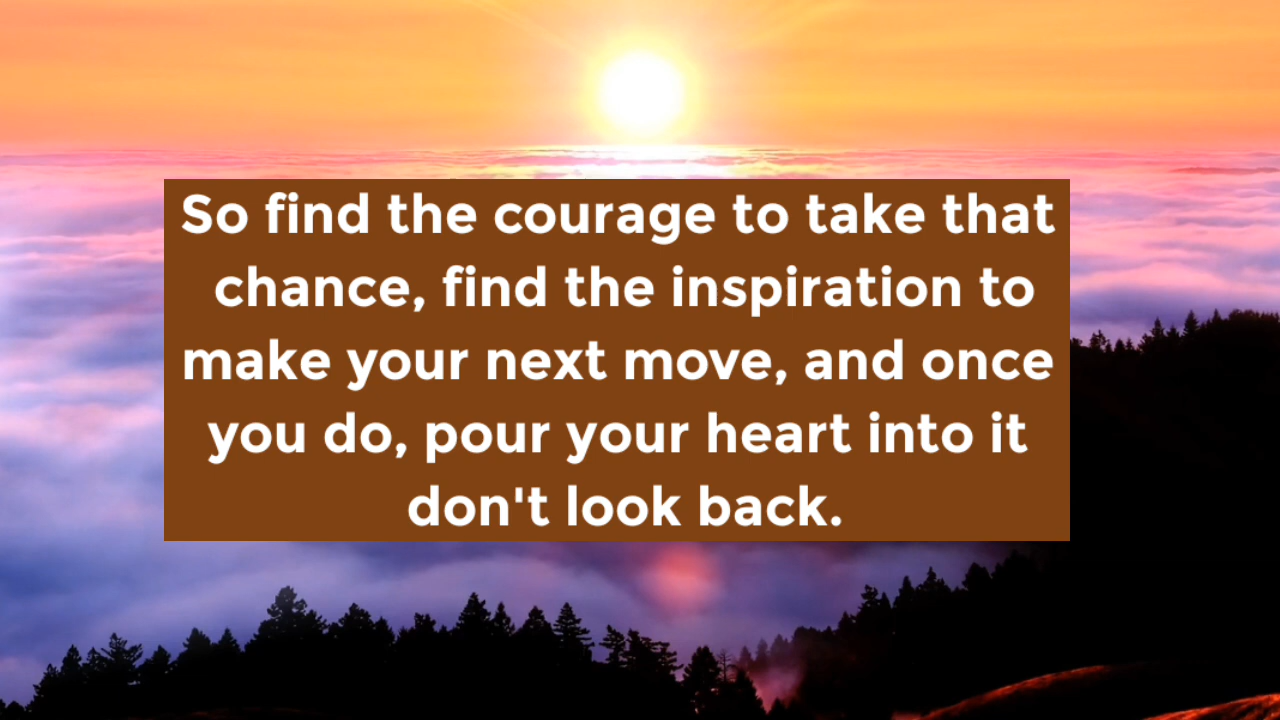 So find the courage to take that
chance, find the inspiration to
make your next move, and once
you do, pour your heart into it
don't look back.